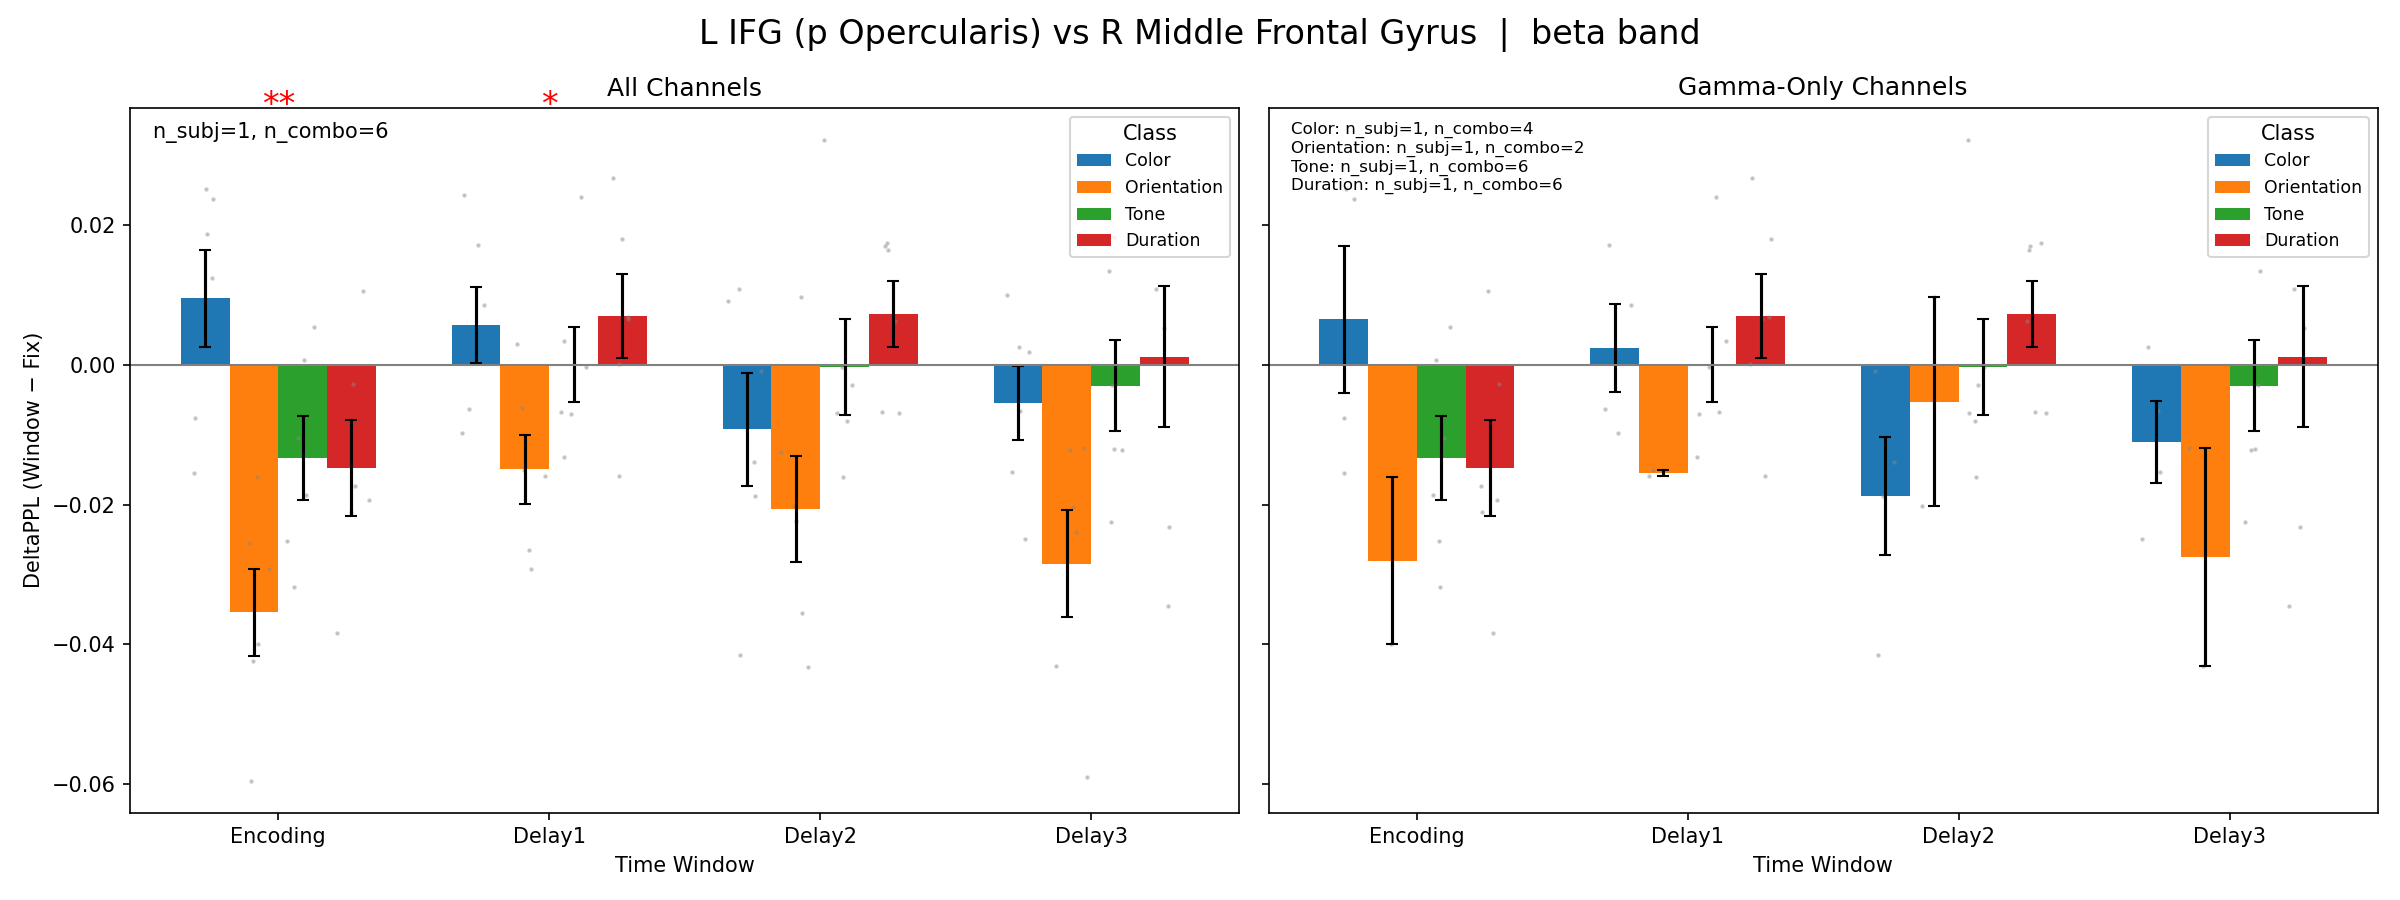 L IFG (p Opercularis) vs R Middle Frontal Gyrus | beta band
All Channels
**
*
n_subj=1, n_combo=6
Class
Color
Orientation
Tone
Duration
0.02
0.00
−0.02
−0.04
−0.06
DeltaPPL (Window − Fix)
Encoding
Delay1
Delay2
Delay3
Time Window
Gamma-Only Channels
Color: n_subj=1, n_combo=4
Orientation: n_subj=1, n_combo=2
Tone: n_subj=1, n_combo=6
Duration: n_subj=1, n_combo=6
Class
Color
Orientation
Tone
Duration
Encoding
Delay1
Delay2
Delay3
Time Window